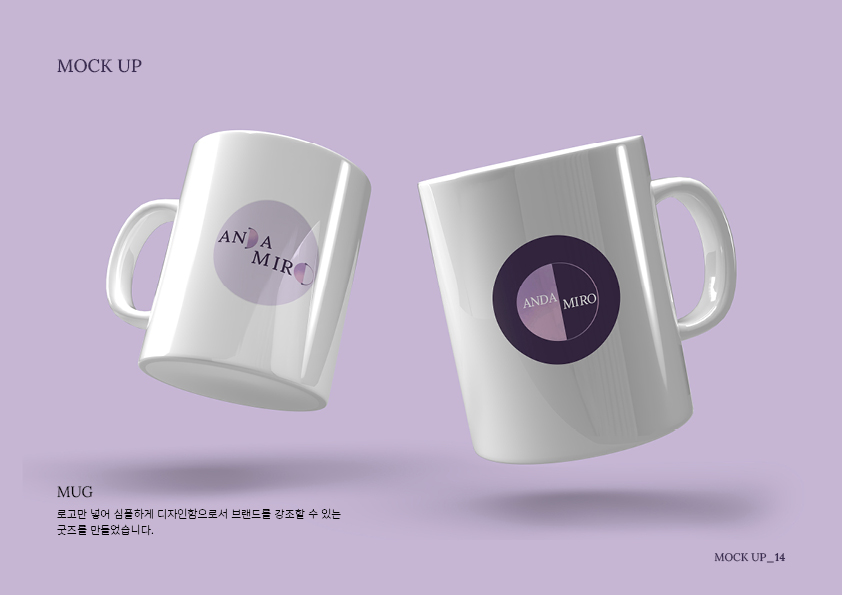 MOCK UP
ANDA
MIRO
ANDA MIRO
MUG
로고만 넣어 심플하게 디자인함으로서 브랜드를 강조할 수 있는
굿즈를 만들었습니다.
MOCK UP_14